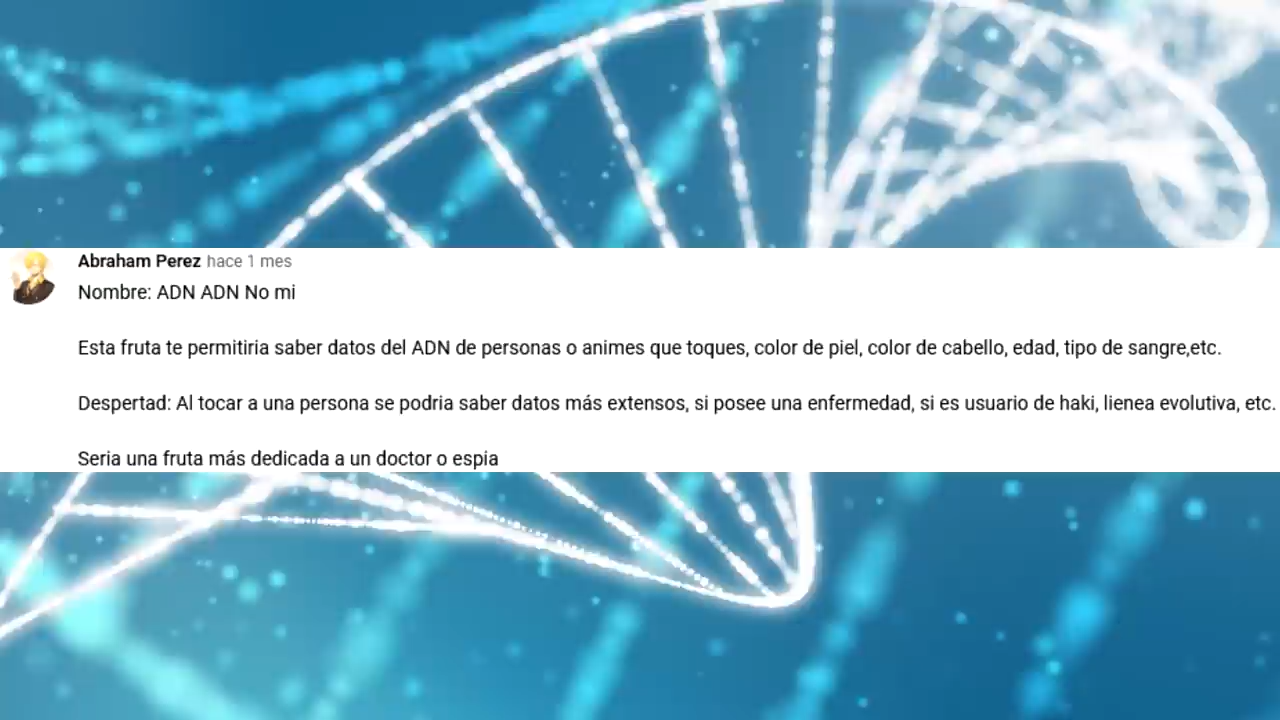 Abraham Perez hace 1 mes
Nombre: ADN ADN No mi
Esta fruta te permitiria saber datos del ADN de personas o animes que toques, color de piel, color de cabello, edad, tipo de sangre,etc.
Despertad: Al tocar a una persona se podria saber datos más extensos, si posee una enfermedad, si es usuario de haki, lienea evolutiva, etc.
Seria una fruta más dedicada a un doctor o espia